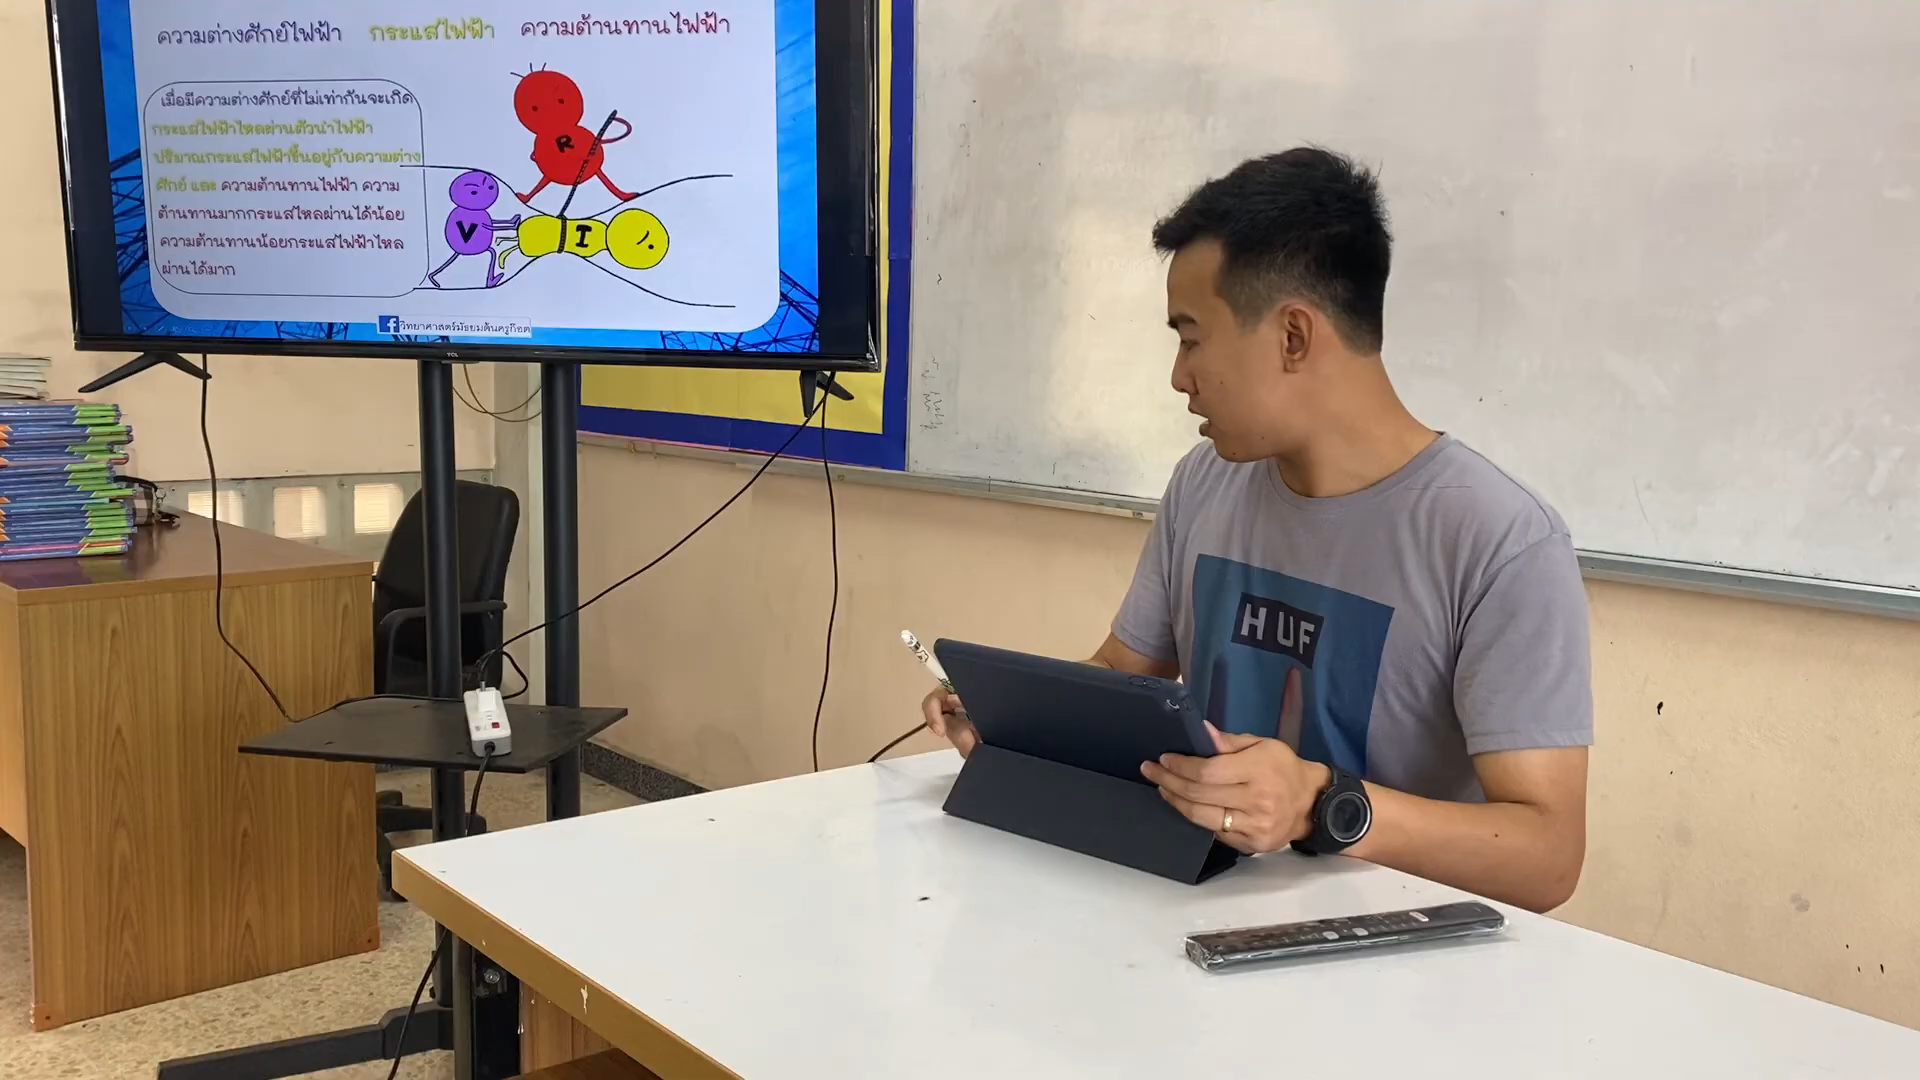 ความต่างศักย์ไฟฟ้า กระแสไฟฟ้า ความต้านทานไฟฟ้า
เมื่อมีความต่างศักย์ที่ไม่เท่ากันจะเกิด
กระแสไฟฟ้าไหลผ่านตัวนำไฟฟ้า
ปริมาณกระแสไฟฟ้าขึ้นอยู่กับความต่าง
ศักย์ และ ความต้านทานไฟฟ้า ความ
ต้านทานมากกระแสไหลผ่านได้น้อย
ความต้านทานน้อยกระแสไฟฟ้าไหล
ผ่านได้มาก
R
V
I
วิทยาศาสตร์มัธยมต้นครูก๊อต
TCL
HUF